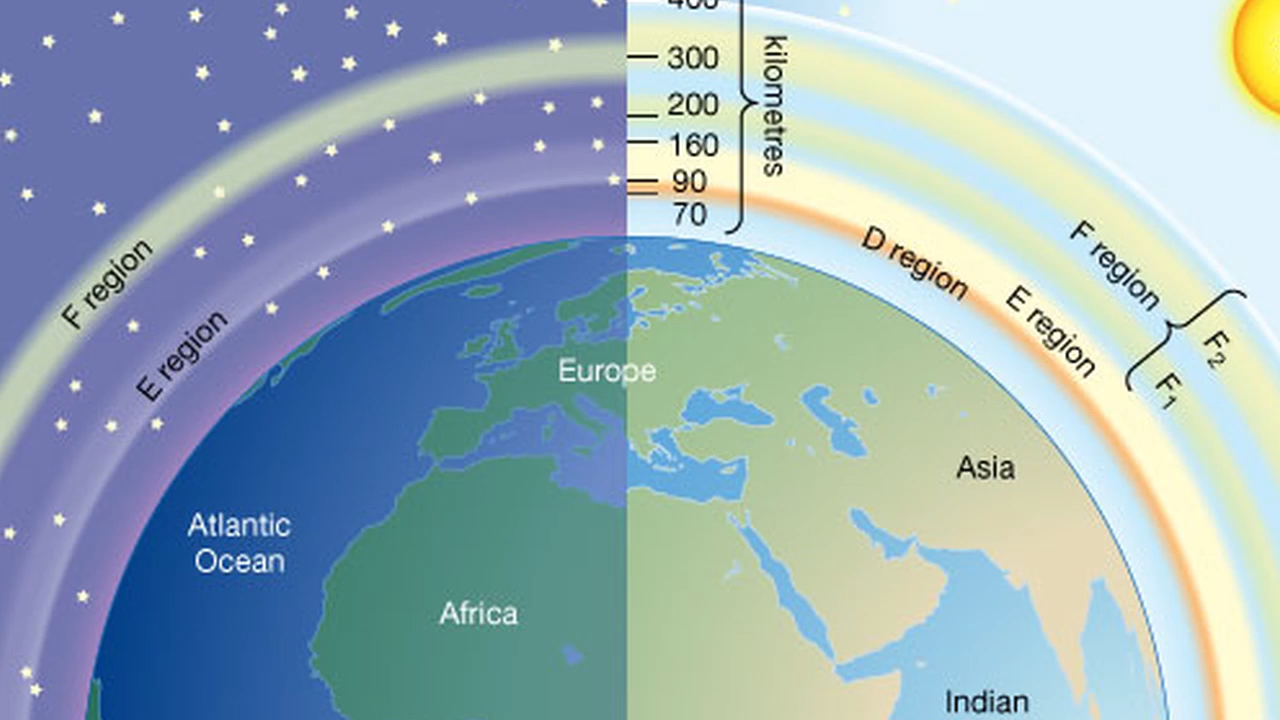 400
300
200
160
90
70
kilometres
F region
E region
D region
E region
F region
F2
F1
Europe
Asia
Atlantic
Ocean
Africa
Indian